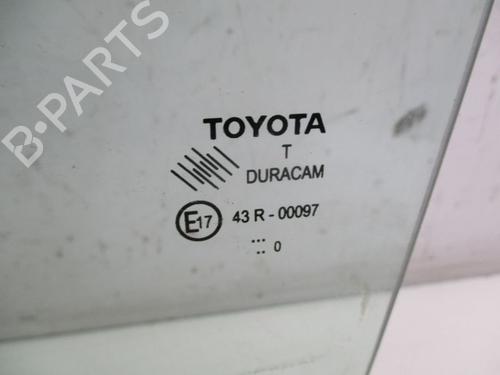 B-PARTS
TOYOTA
T
DURACAM
E17 43 R - 00097
... 
.. 0